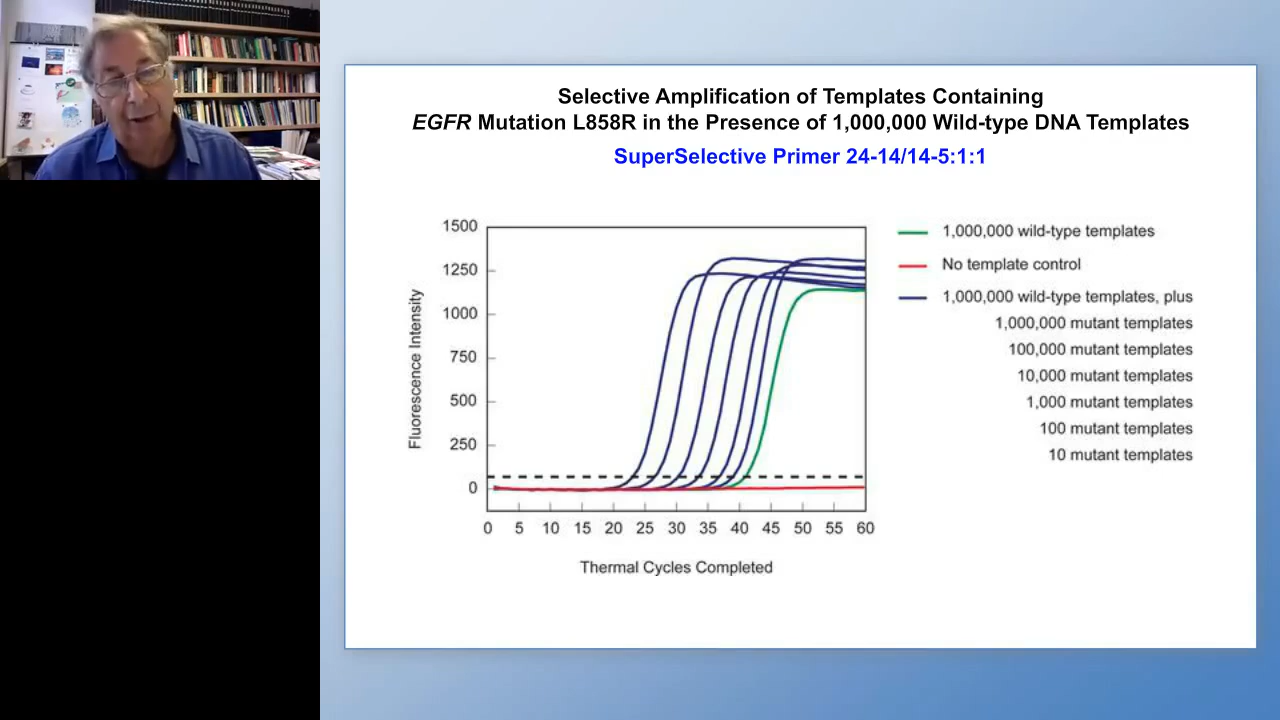 Selective Amplification of Templates Containing
EGFR Mutation L858R in the Presence of 1,000,000 Wild-type DNA Templates
SuperSelective Primer 24-14/14-5:1:1
1500
1250
1000
750
500
250
0
Fluorescence Intensity
0 5 10 15 20 25 30 35 40 45 50 55 60
Thermal Cycles Completed
1,000,000 wild-type templates
No template control
1,000,000 wild-type templates, plus
1,000,000 mutant templates
100,000 mutant templates
10,000 mutant templates
1,000 mutant templates
100 mutant templates
10 mutant templates